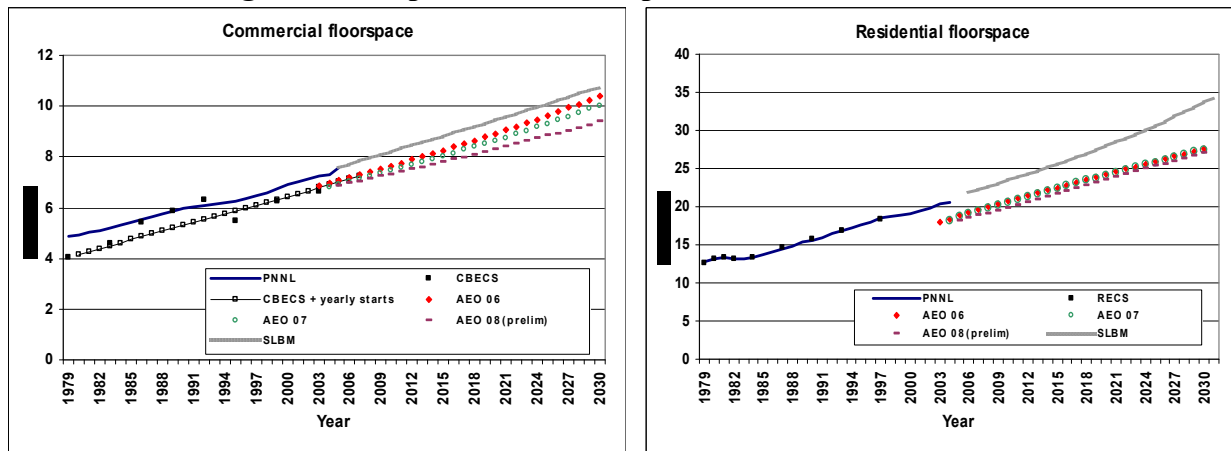 Commercial floorspace
12
10
8
6
4
2
0
PNNL
CBECS
CBECS + yearly starts
AEO 06
AEO 07
AEO 08(prelim)
SLBM
1979 1982 1985 1988 1991 1994 1997 2000 2003 2006 2009 2012 2015 2018 2021 2024 2027 2030
Year
Residential floorspace
40
35
30
25
20
15
10
5
0
PNNL
RECS
AEO 06
AEO 07
AEO 08(prelim)
SLBM
1979 1982 1985 1988 1991 1994 1997 2000 2003 2006 2009 2012 2015 2018 2021 2024 2027 2030
Year